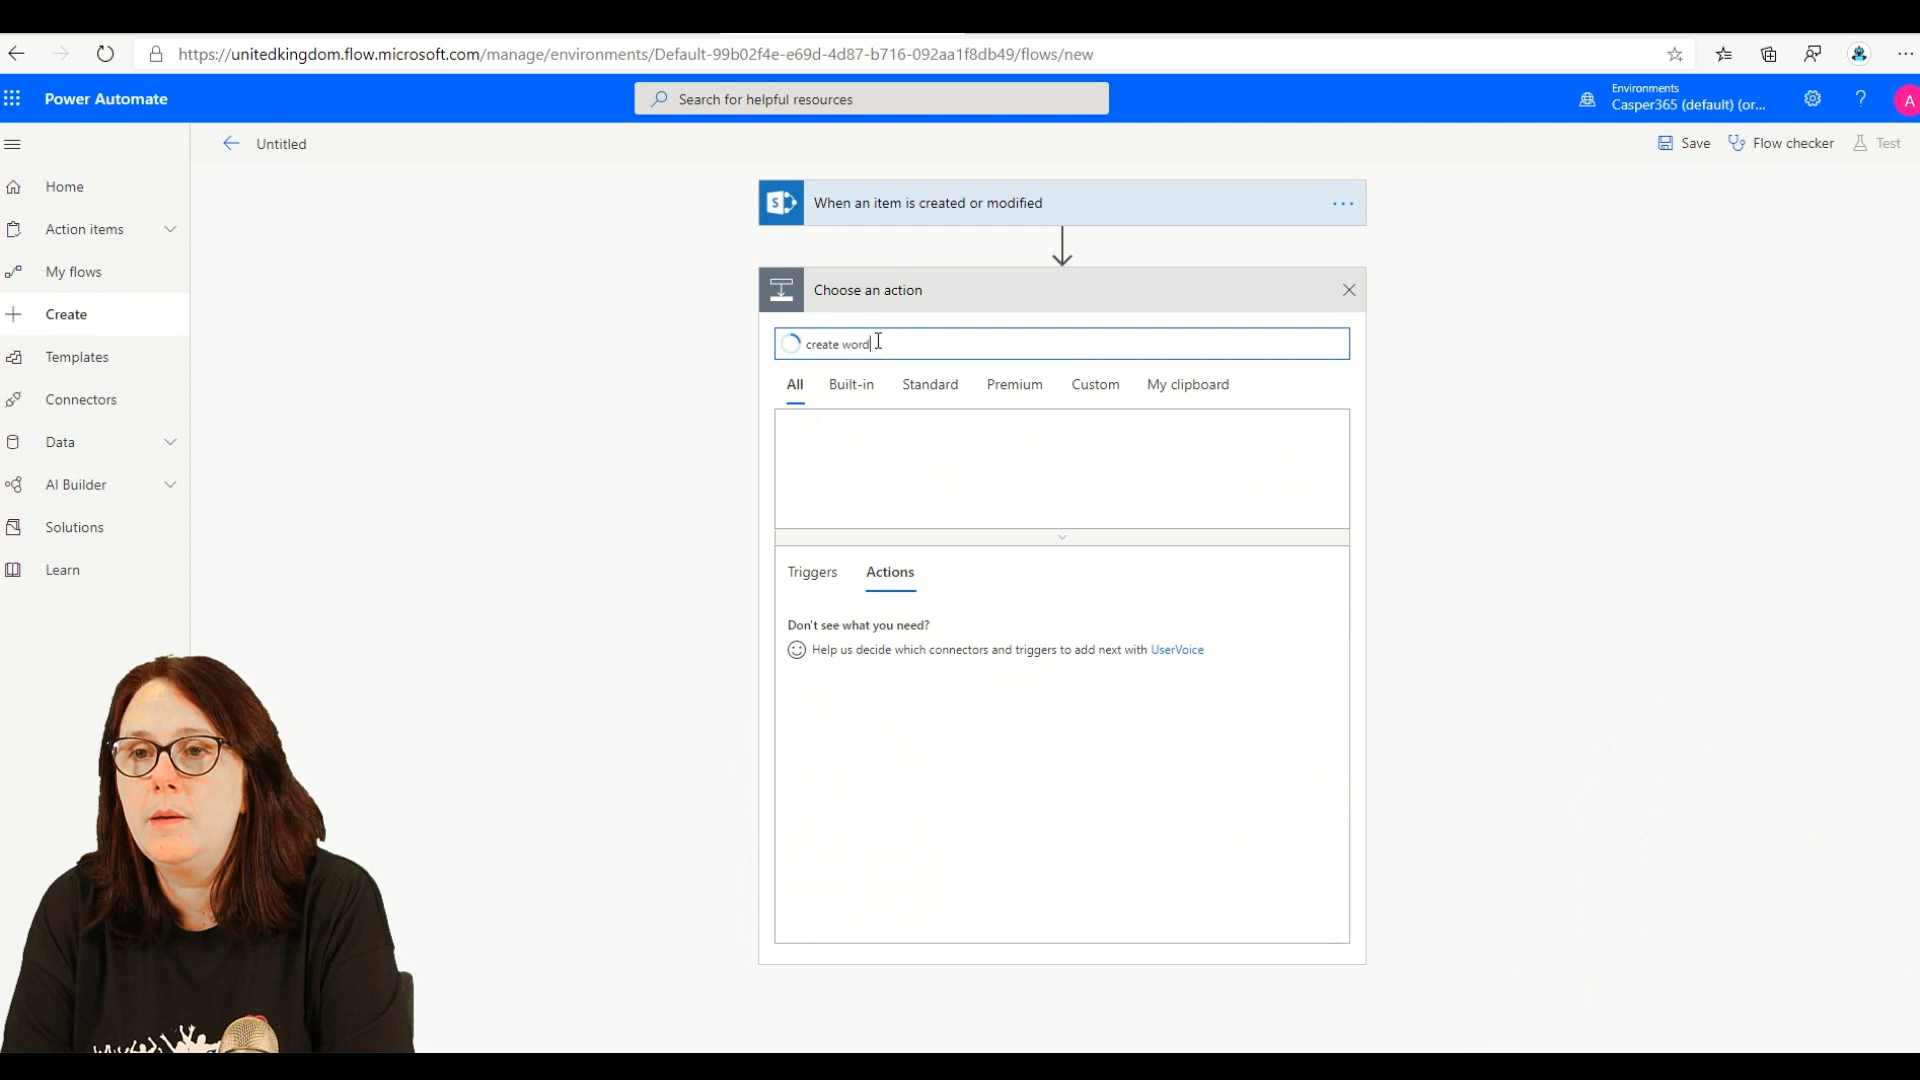 https://unitedkingdom.flow.microsoft.com/manage/environments/Default-99b02f4e-e69d-4d87-b716-092aa1f8db49/flows/new
Power Automate
Search for helpful resources
Environments
Casper365 (default) (or...
?
A
Untitled
Save
Flow checker
Test
Home
Action items
My flows
Create
Templates
Connectors
Data
AI Builder
Solutions
Learn
S
When an item is created or modified
Choose an action
create word
All
Built-in
Standard
Premium
Custom
My clipboard
Triggers
Actions
Don't see what you need?
Help us decide which connectors and triggers to add next with UserVoice